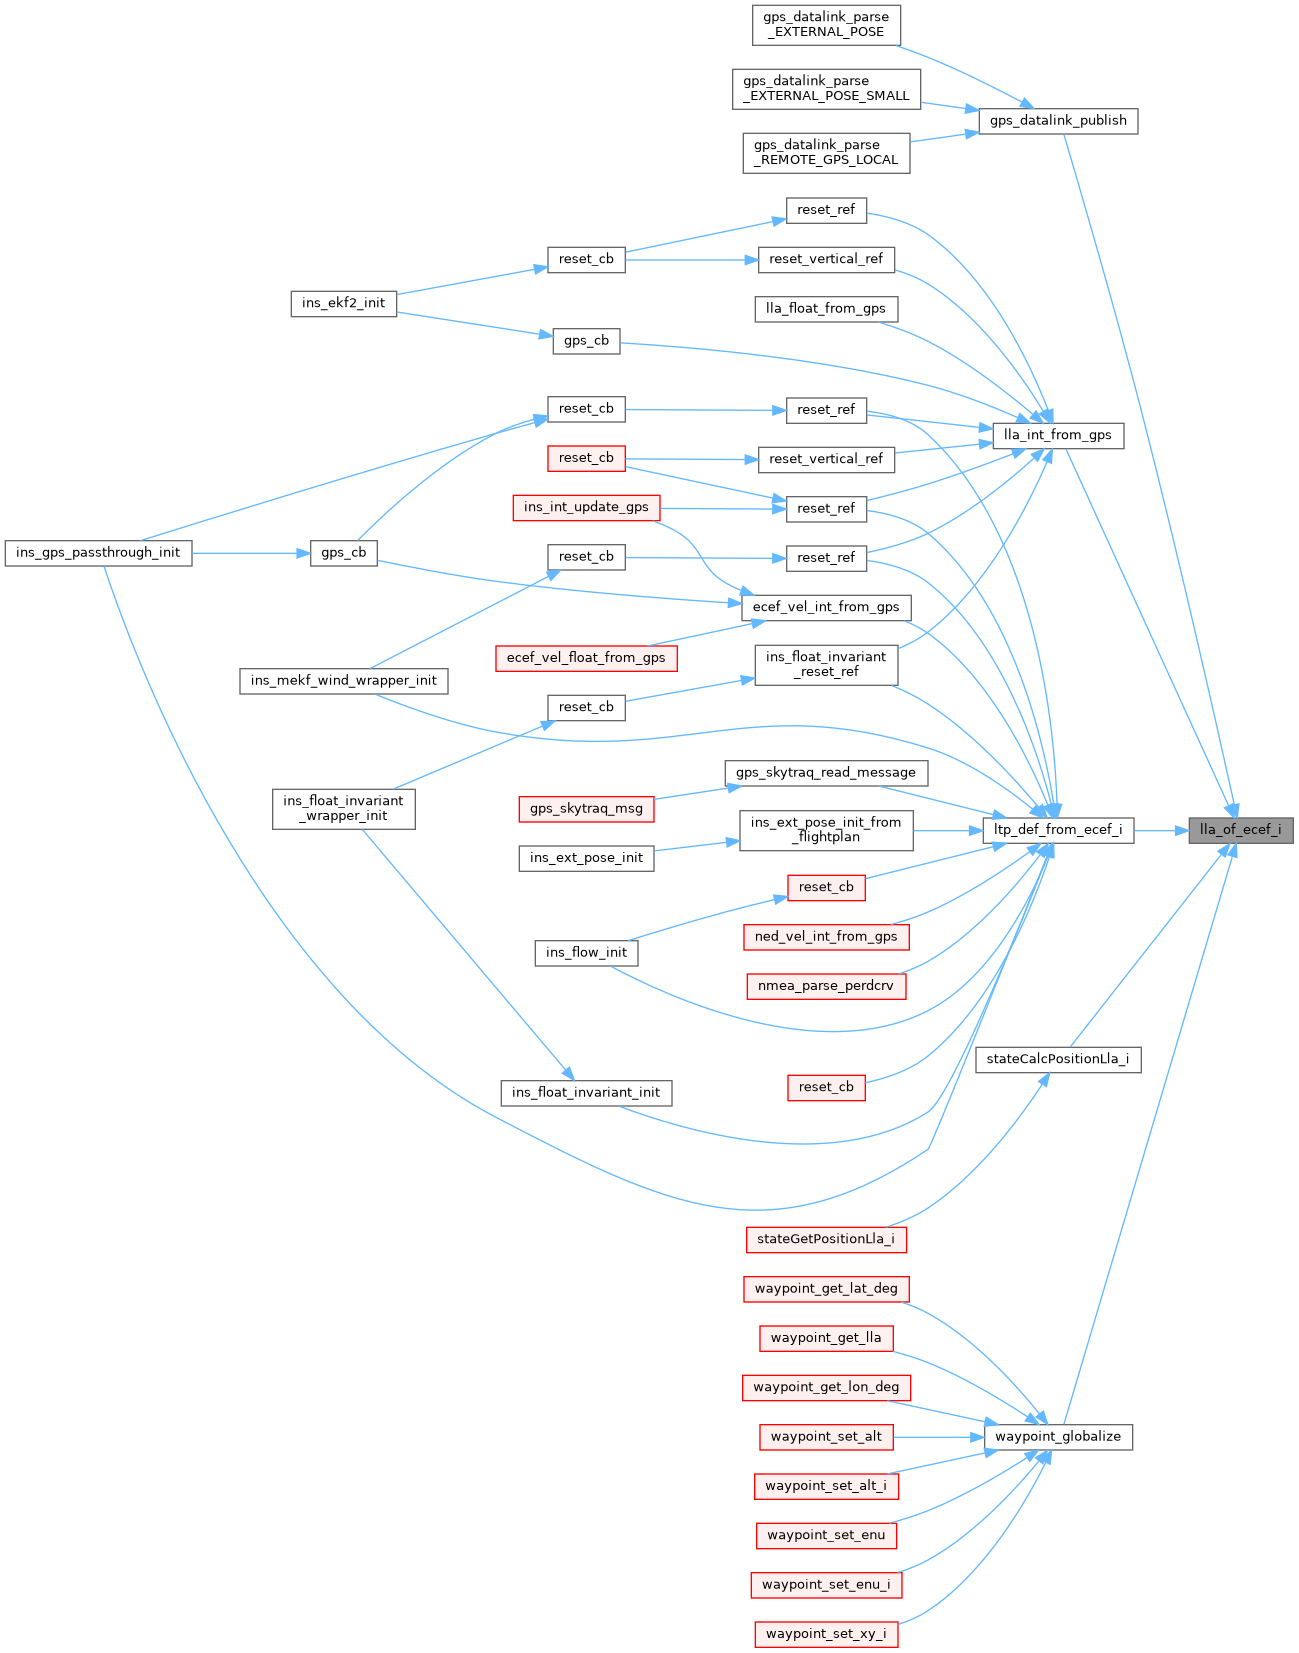 gps_datalink_parse
_EXTERNAL_POSE
gps_datalink_parse
_EXTERNAL_POSE_SMALL
gps_datalink_publish
gps_datalink_parse
_REMOTE_GPS_LOCAL
reset_ref
reset_cb
reset_vertical_ref
ins_ekf2_init
lla_float_from_gps
gps_cb
reset_cb
reset_ref
lla_int_from_gps
reset_cb
reset_vertical_ref
ins_int_update_gps
reset_ref
ins_gps_passthrough_init
gps_cb
reset_cb
reset_ref
ecef_vel_int_from_gps
ecef_vel_float_from_gps
ins_float_invariant
_reset_ref
ins_mekf_wind_wrapper_init
reset_cb
gps_skytraq_read_message
ins_float_invariant
_wrapper_init
gps_skytraq_msg
ins_ext_pose_init_from
_flightplan
ltp_def_from_ecef_i
lla_of_ecef_i
ins_ext_pose_init
reset_cb
ned_vel_int_from_gps
ins_flow_init
nmea_parse_perdcrv
stateCalcPositionLla_i
reset_cb
ins_float_invariant_init
stateGetPositionLla_i
waypoint_get_lat_deg
waypoint_get_lla
waypoint_get_lon_deg
waypoint_set_alt
waypoint_globalize
waypoint_set_alt_i
waypoint_set_enu
waypoint_set_enu_i
waypoint_set_xy_i